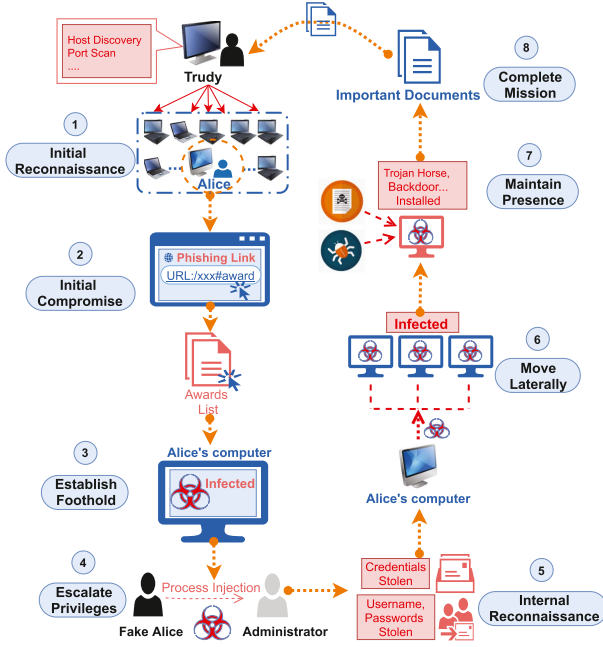 Host Discovery
Port Scan
....
Trudy
1
Initial
Reconnaissance
Alice
2
Initial
Compromise
Phishing Link
URL:/xxx#award
Awards
List
3
Establish
Foothold
Alice's computer
Infected
4
Escalate
Privileges
Process Injection
Fake Alice
Administrator
5
Internal
Reconnaissance
Credentials
Stolen
Username,
Passwords
Stolen
Alice's computer
6
Move
Laterally
Infected
7
Maintain
Presence
Trojan Horse,
Backdoor...
Installed
8
Complete
Mission
Important Documents